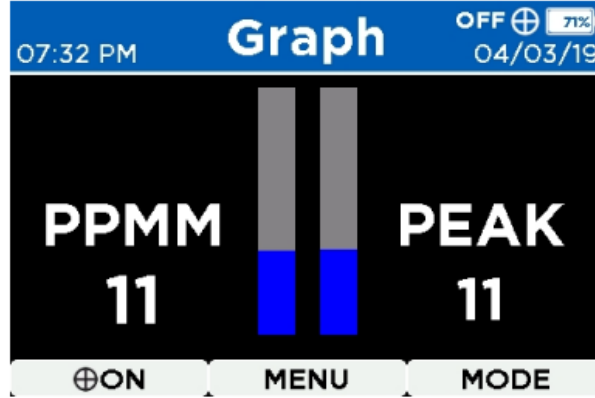 07:32 PM Graph OFF ⊕ 71%
04/03/19
PPMM PEAK
11 11
⊕ON MENU MODE